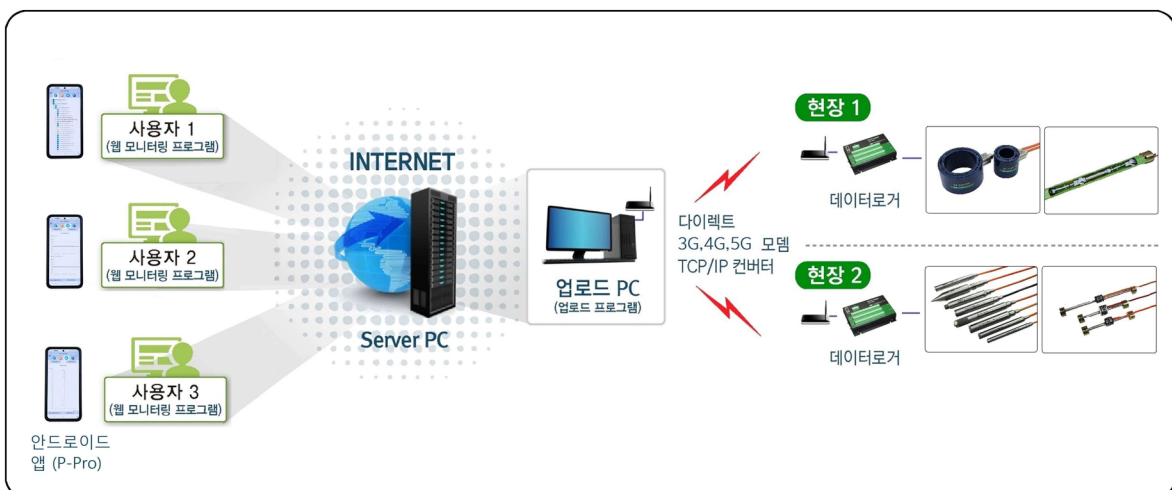 사용자 1
(웹 모니터링 프로그램)
사용자 2
(웹 모니터링 프로그램)
사용자 3
(웹 모니터링 프로그램)
안드로이드
앱 (P-Pro)
INTERNET
Server PC
업로드 PC
(업로드 프로그램)
다이렉트
3G,4G,5G 모뎀
TCP/IP 컨버터
현장 1
데이터로거
현장 2
데이터로거